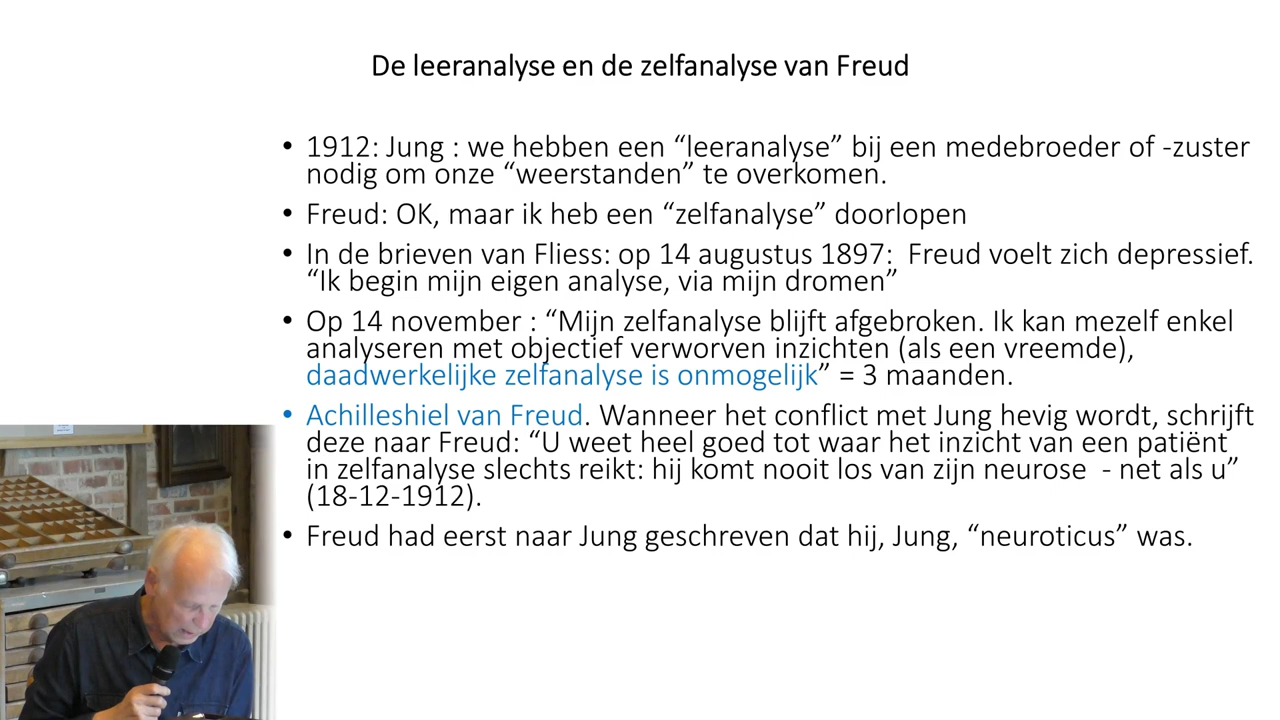 De leeranalyse en de zelfanalyse van Freud
• 1912: Jung : we hebben een “leeranalyse” bij een medebroeder of -zuster
nodig om onze “weerstanden” te overkomen.
• Freud: OK, maar ik heb een “zelfanalyse” doorlopen
• In de brieven van Fliess: op 14 augustus 1897:  Freud voelt zich depressief.
“Ik begin mijn eigen analyse, via mijn dromen”
• Op 14 november : “Mijn zelfanalyse blijft afgebroken. Ik kan mezelf enkel
analyseren met objectief verworven inzichten (als een vreemde),
daadwerkelijke zelfanalyse is onmogelijk” = 3 maanden.
• Achilleshiel van Freud. Wanneer het conflict met Jung hevig wordt, schrijft
deze naar Freud: “U weet heel goed tot waar het inzicht van een patiënt
in zelfanalyse slechts reikt: hij komt nooit los van zijn neurose  - net als u”
(18-12-1912).
• Freud had eerst naar Jung geschreven dat hij, Jung, “neuroticus” was.